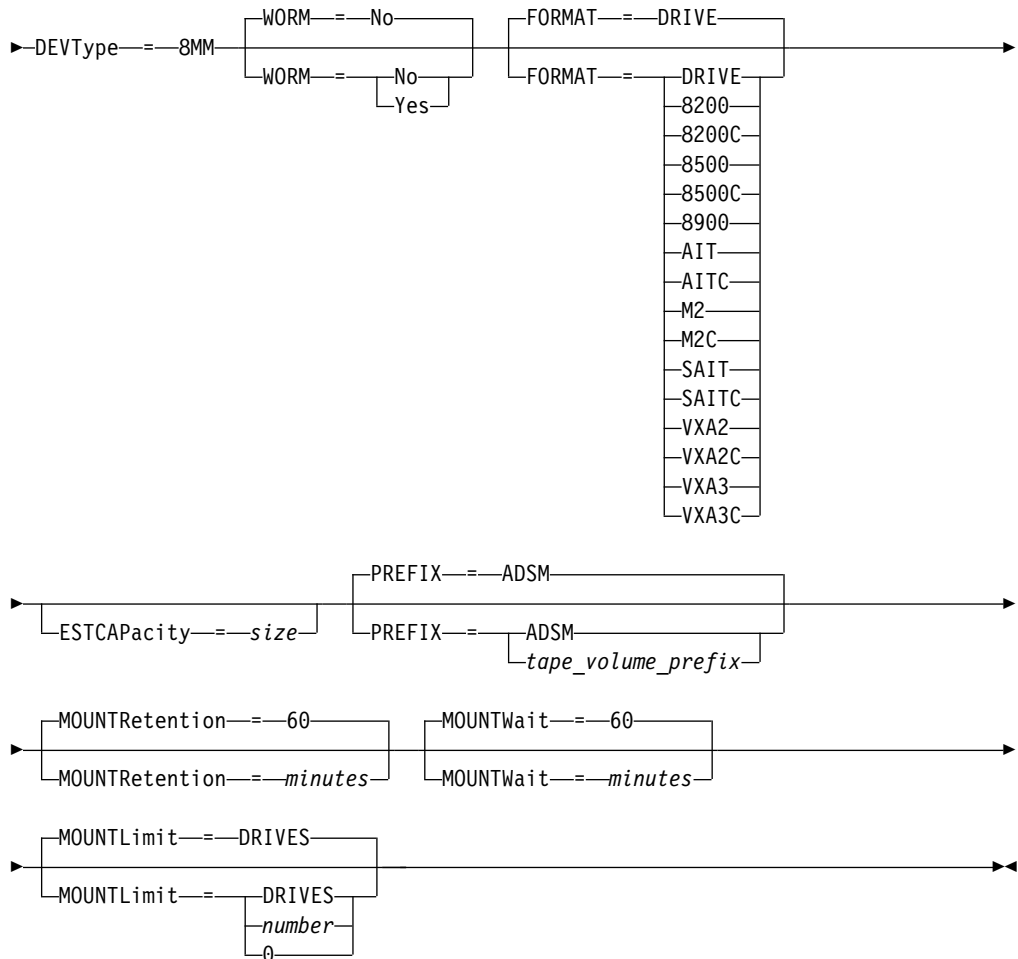 WORM = No FORMAT = DRIVE
DEVType = 8MM
WORM = No FORMAT = DRIVE
Yes 8200
8200C
8500
8500C
8900
AIT
AITC
M2
M2C
SAIT
SAITC
VXA2
VXA2C
VXA3
VXA3C
PREFIX = ADSM
ESTCAPacity = size PREFIX = ADSM
tape_volume_prefix
MOUNTRetention = 60 MOUNTWait = 60
MOUNTRetention = minutes MOUNTWait = minutes
MOUNTLimit = DRIVES
MOUNTLimit = DRIVES
number
0